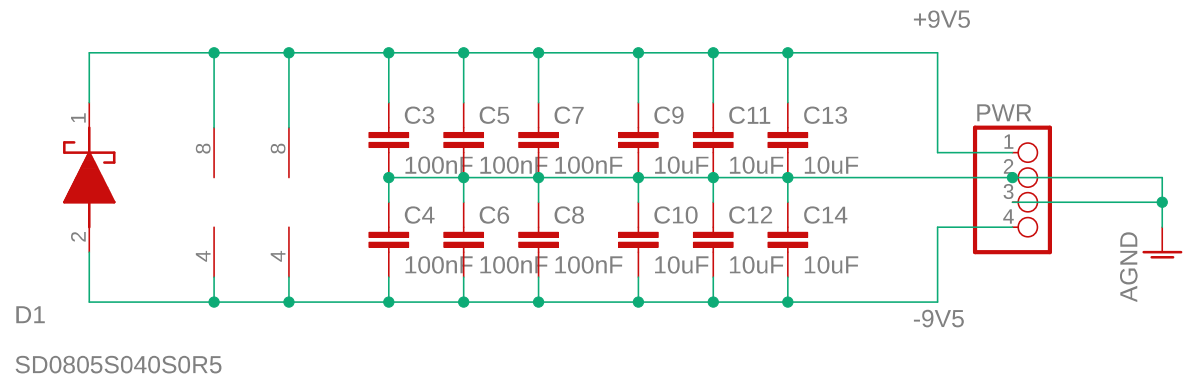 +9V5
PWR
1
2
3
4
1
2
8
8
4
4
C3 C5 C7 C9 C11 C13
100nF 100nF 100nF 10uF 10uF 10uF
C4 C6 C8 C10 C12 C14
100nF 100nF 100nF 10uF 10uF 10uF
AGND
-9V5
D1
SD0805S040S0R5